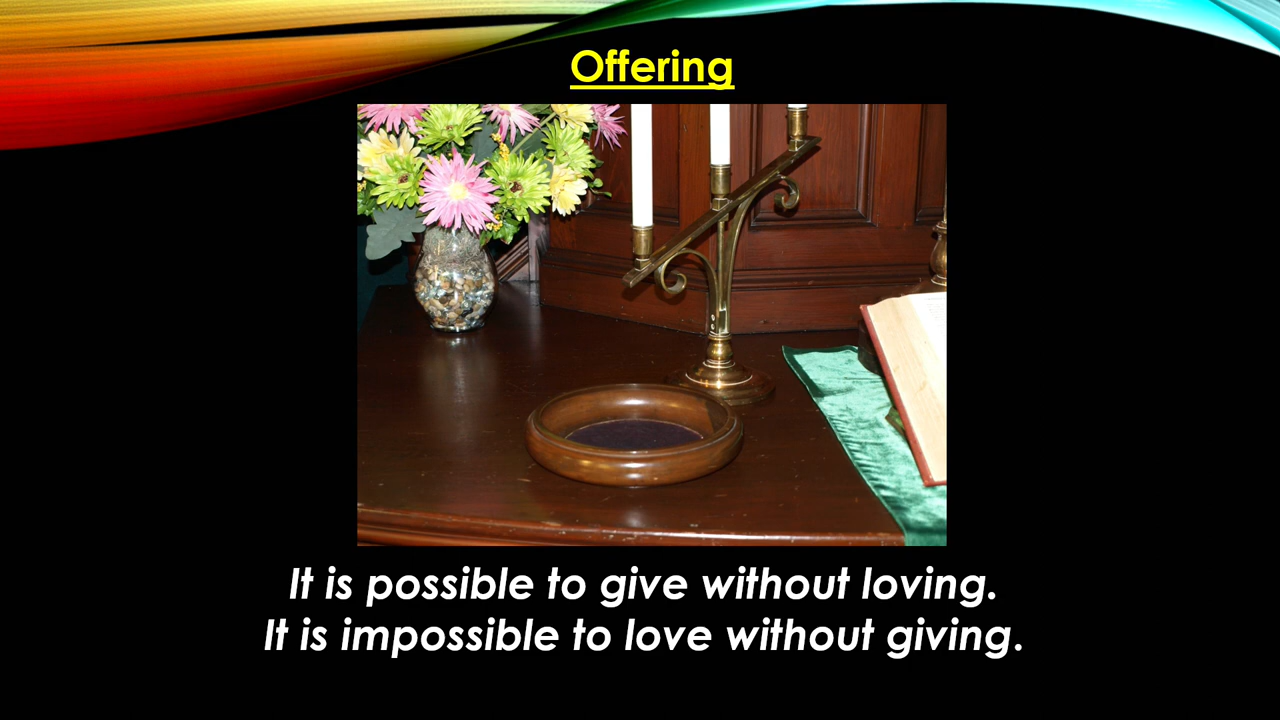 Offering
It is possible to give without loving.
It is impossible to love without giving.